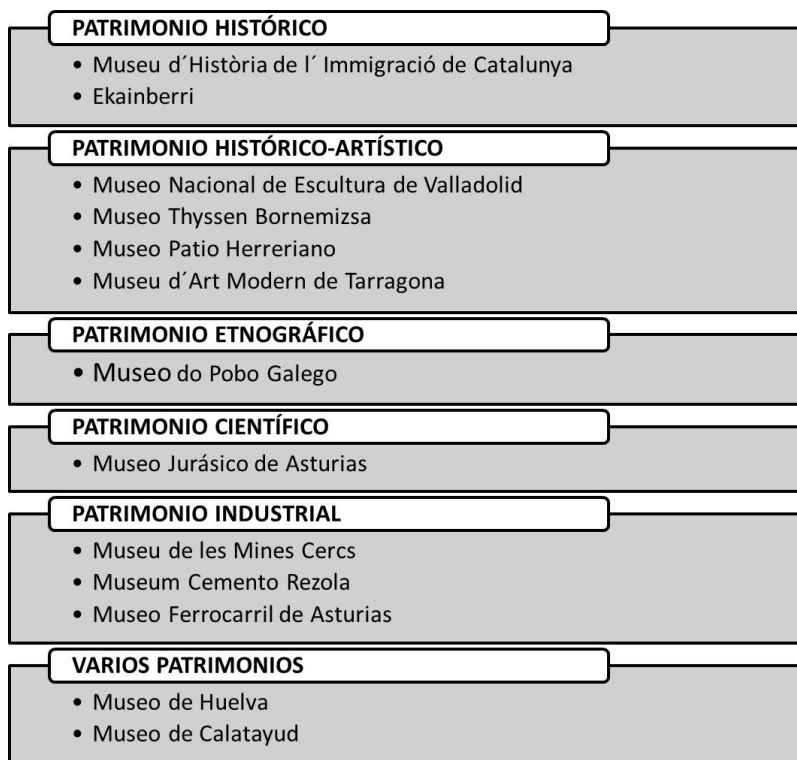 PATRIMONIO HISTÓRICO
• Museu d´Història de l´ Immigració de Catalunya
• Ekainberri
PATRIMONIO HISTÓRICO-ARTÍSTICO
• Museo Nacional de Escultura de Valladolid
• Museo Thyssen Bornemizsa
• Museo Patio Herreriano
• Museu d´Art Modern de Tarragona
PATRIMONIO ETNOGRÁFICO
• Museo do Pobo Galego
PATRIMONIO CIENTÍFICO
• Museo Jurásico de Asturias
PATRIMONIO INDUSTRIAL
• Museu de les Mines Cercs
• Museum Cemento Rezola
• Museo Ferrocarril de Asturias
VARIOS PATRIMONIOS
• Museo de Huelva
• Museo de Calatayud